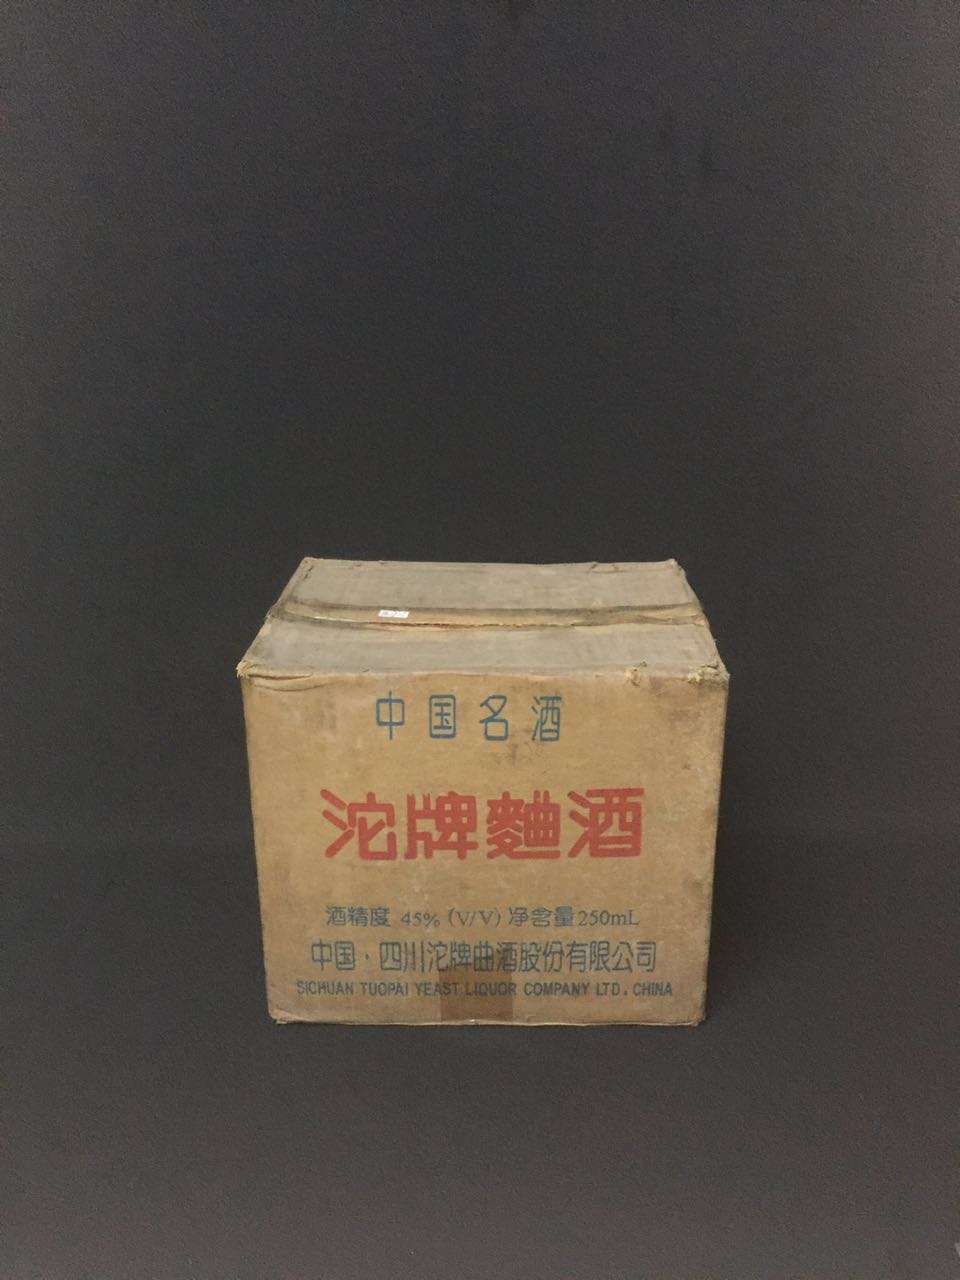 中国名酒
沱牌麯酒
酒精度 45% (V/V) 净含量250mL
中国·四川沱牌曲酒股份有限公司
SICHUAN TUOPAI YEAST LIQUOR COMPANY LTD. CHINA